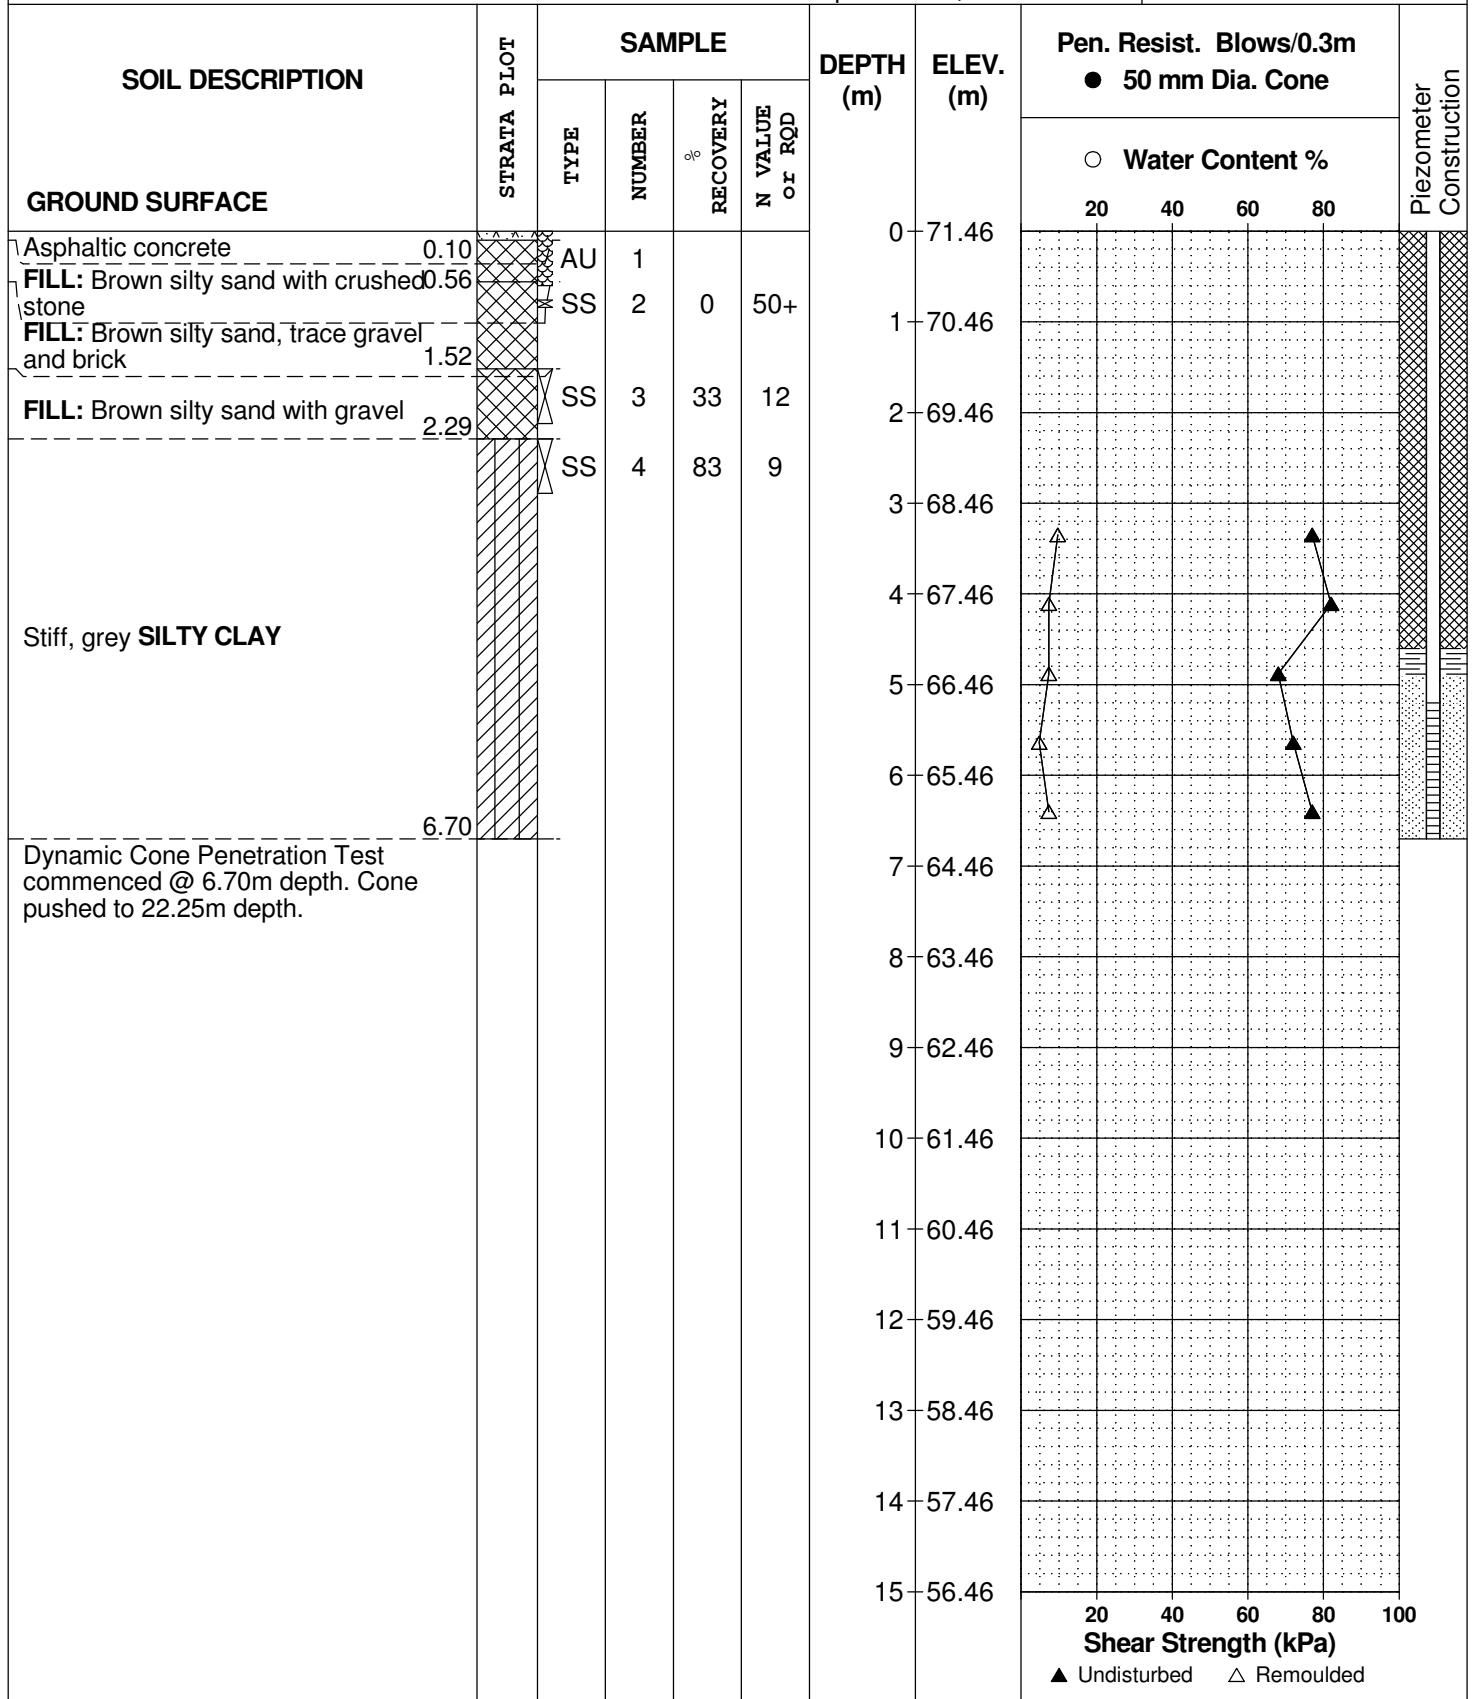 SOIL DESCRIPTION
GROUND SURFACE
STRATA PLOT
SAMPLE
TYPE
NUMBER
%
RECOVERY
N VALUE
or RQD
DEPTH
(m)
ELEV.
(m)
Pen. Resist. Blows/0.3m
● 50 mm Dia. Cone
○ Water Content %
20 40 60 80
Piezometer
Construction
0 71.46
Asphaltic concrete 0.10
AU 1
FILL: Brown silty sand with crushed 0.56
stone
SS 2 0 50+
1 70.46
FILL: Brown silty sand, trace gravel
and brick 1.52
SS 3 33 12
2 69.46
FILL: Brown silty sand with gravel
2.29
SS 4 83 9
3 68.46
4 67.46
Stiff, grey SILTY CLAY
5 66.46
6 65.46
6.70
Dynamic Cone Penetration Test
commenced @ 6.70m depth. Cone
pushed to 22.25m depth.
7 64.46
8 63.46
9 62.46
10 61.46
11 60.46
12 59.46
13 58.46
14 57.46
15 56.46
20 40 60 80 100
Shear Strength (kPa)
▲ Undisturbed △ Remoulded